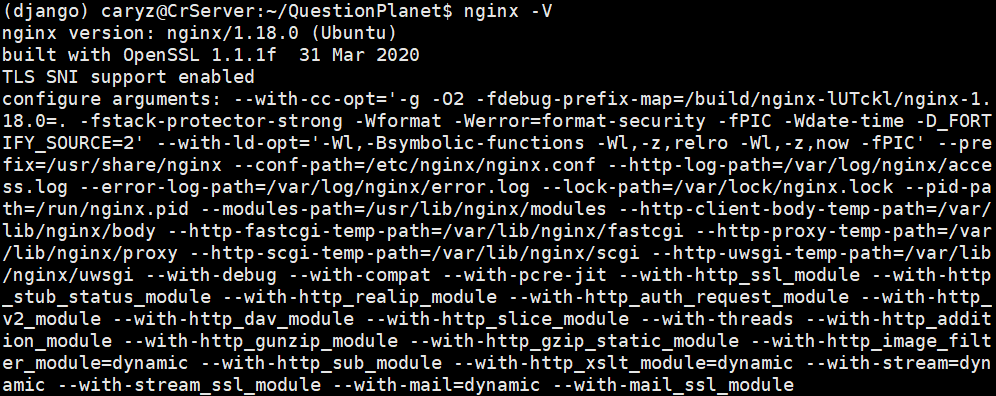 (django) caryz@CrServer:~/QuestionPlanet$ nginx -V
nginx version: nginx/1.18.0 (Ubuntu)
built with OpenSSL 1.1.1f  31 Mar 2020
TLS SNI support enabled
configure arguments: --with-cc-opt='-g -O2 -fdebug-prefix-map=/build/nginx-lUTckl/nginx-1.
18.0=. -fstack-protector-strong -Wformat -Werror=format-security -fPIC -Wdate-time -D_FORT
IFY_SOURCE=2' --with-ld-opt='-Wl,-Bsymbolic-functions -Wl,-z,relro -Wl,-z,now -fPIC' --pre
fix=/usr/share/nginx --conf-path=/etc/nginx/nginx.conf --http-log-path=/var/log/nginx/acce
ss.log --error-log-path=/var/log/nginx/error.log --lock-path=/var/lock/nginx.lock --pid-pa
th=/run/nginx.pid --modules-path=/usr/lib/nginx/modules --http-client-body-temp-path=/var/
lib/nginx/body --http-fastcgi-temp-path=/var/lib/nginx/fastcgi --http-proxy-temp-path=/var
/lib/nginx/proxy --http-scgi-temp-path=/var/lib/nginx/scgi --http-uwsgi-temp-path=/var/lib
/nginx/uwsgi --with-debug --with-compat --with-pcre-jit --with-http_ssl_module --with-http
_stub_status_module --with-http_realip_module --with-http_auth_request_module --with-http_
v2_module --with-http_dav_module --with-http_slice_module --with-threads --with-http_addit
ion_module --with-http_gunzip_module --with-http_gzip_static_module --with-http_image_filt
er_module=dynamic --with-http_sub_module --with-http_xslt_module=dynamic --with-stream=dyn
amic --with-stream_ssl_module --with-mail=dynamic --with-mail_ssl_module